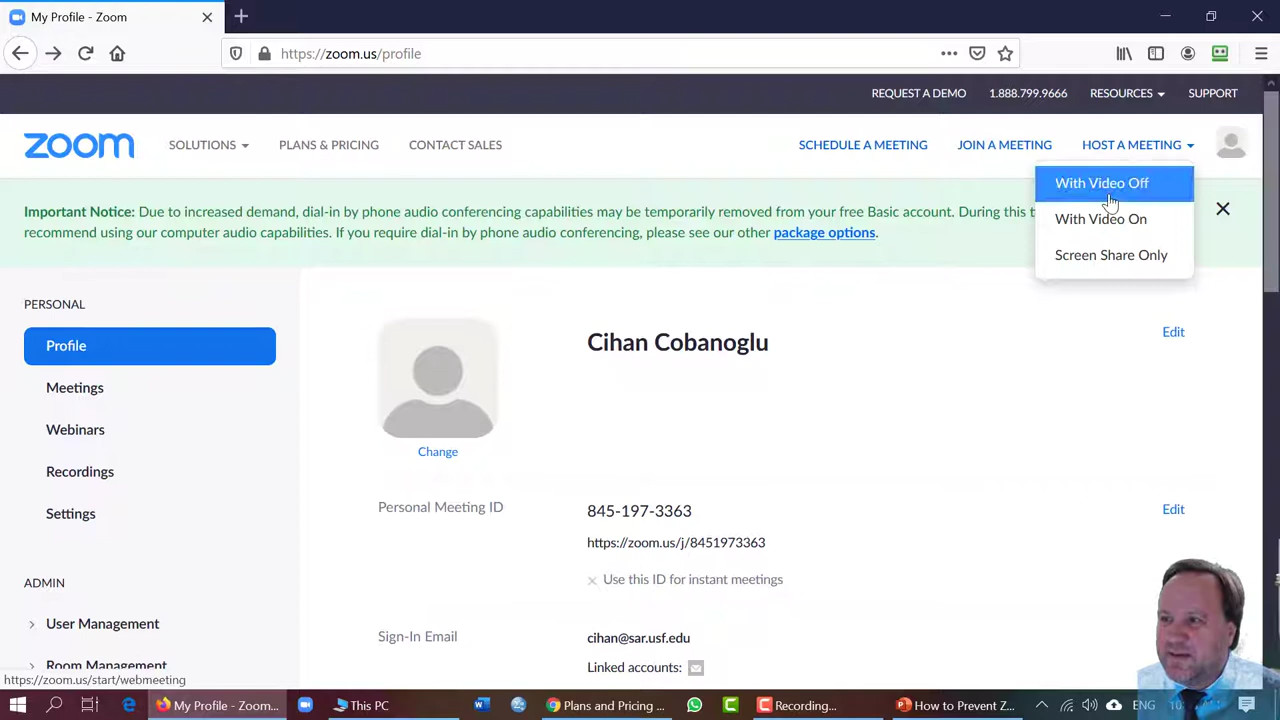 My Profile - Zoom
https://zoom.us/profile
REQUEST A DEMO 1.888.799.9666 RESOURCES SUPPORT
zoom SOLUTIONS PLANS & PRICING CONTACT SALES SCHEDULE A MEETING JOIN A MEETING HOST A MEETING
With Video Off
With Video On
Screen Share Only
Important Notice: Due to increased demand, dial-in by phone audio conferencing capabilities may be temporarily removed from your free Basic account. During this t
recommend using our computer audio capabilities. If you require dial-in by phone audio conferencing, please see our other package options.
PERSONAL
Profile
Meetings
Webinars
Recordings
Settings
ADMIN
User Management
Room Management
Cihan Cobanoglu
Edit
Change
Personal Meeting ID
845-197-3363
Edit
https://zoom.us/j/8451973363
Use this ID for instant meetings
Sign-In Email
cihan@sar.usf.edu
Linked accounts:
https://zoom.us/start/webmeeting
My Profile - Zoom... This PC Plans and Pricing ... Recording... How to Prevent Z... ENG